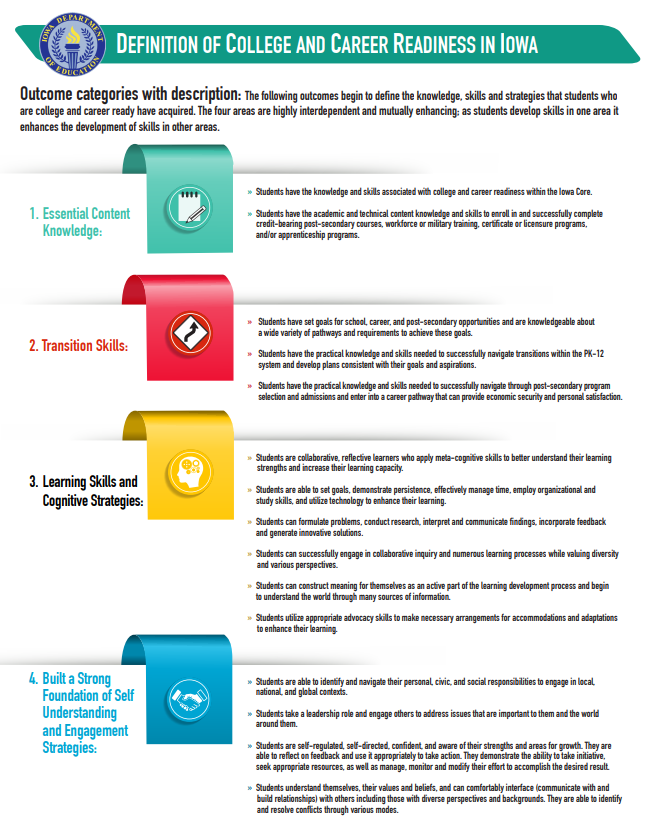 IOWA DEPARTMENT
OF EDUCATION
DEFINITION OF COLLEGE AND CAREER READINESS IN IOWA
Outcome categories with description: The following outcomes begin to define the knowledge, skills and strategies that students who
are college and career ready have acquired. The four areas are highly interdependent and mutually enhancing; as students develop skills in one area it
enhances the development of skills in other areas.
1. Essential Content
Knowledge:
» Students have the knowledge and skills associated with college and career readiness within the Iowa Core.
» Students have the academic and technical content knowledge and skills to enroll in and successfully complete
credit-bearing post-secondary courses, workforce or military training, certificate or licensure programs,
and/or apprenticeship programs.
2. Transition Skills:
» Students have set goals for school, career, and post-secondary opportunities and are knowledgeable about
a wide variety of pathways and requirements to achieve these goals.
» Students have the practical knowledge and skills needed to successfully navigate transitions within the PK-12
system and develop plans consistent with their goals and aspirations.
» Students have the practical knowledge and skills needed to successfully navigate through post-secondary program
selection and admissions and enter into a career pathway that can provide economic security and personal satisfaction.
3. Learning Skills and
Cognitive Strategies:
» Students are collaborative, reflective learners who apply meta-cognitive skills to better understand their learning
strengths and increase their learning capacity.
» Students are able to set goals, demonstrate persistence, effectively manage time, employ organizational and
study skills, and utilize technology to enhance their learning.
» Students can formulate problems, conduct research, interpret and communicate findings, incorporate feedback
and generate innovative solutions.
» Students can successfully engage in collaborative inquiry and numerous learning processes while valuing diversity
and various perspectives.
» Students can construct meaning for themselves as an active part of the learning development process and begin
to understand the world through many sources of information.
» Students utilize appropriate advocacy skills to make necessary arrangements for accommodations and adaptations
to enhance their learning.
4. Built a Strong
Foundation of Self
Understanding
and Engagement
Strategies:
» Students are able to identify and navigate their personal, civic, and social responsibilities to engage in local,
national, and global contexts.
» Students take a leadership role and engage others to address issues that are important to them and the world
around them.
» Students are self-regulated, self-directed, confident, and aware of their strengths and areas for growth. They are
able to reflect on feedback and use it appropriately to take action. They demonstrate the ability to take initiative,
seek appropriate resources, as well as manage, monitor and modify their effort to accomplish the desired result.
» Students understand themselves, their values and beliefs, and can comfortably interface (communicate with and
build relationships) with others including those with diverse perspectives and backgrounds. They are able to identify
and resolve conflicts through various modes.